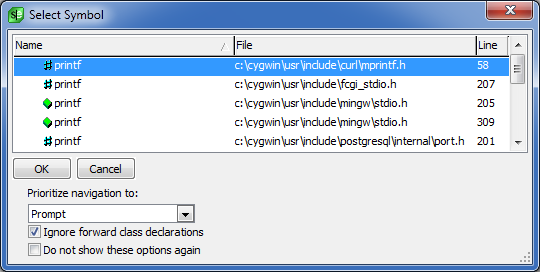 Select Symbol
Name File Line
# printf c:\cygwin\usr\include\curl\mprintf.h 58
# printf c:\cygwin\usr\include\fcgi_stdio.h 207
printf c:\cygwin\usr\include\mingw\stdio.h 205
printf c:\cygwin\usr\include\mingw\stdio.h 309
# printf c:\cygwin\usr\include\postgresql\internal\port.h 201
OK Cancel
Prioritize navigation to:
Prompt
Ignore forward class declarations
Do not show these options again